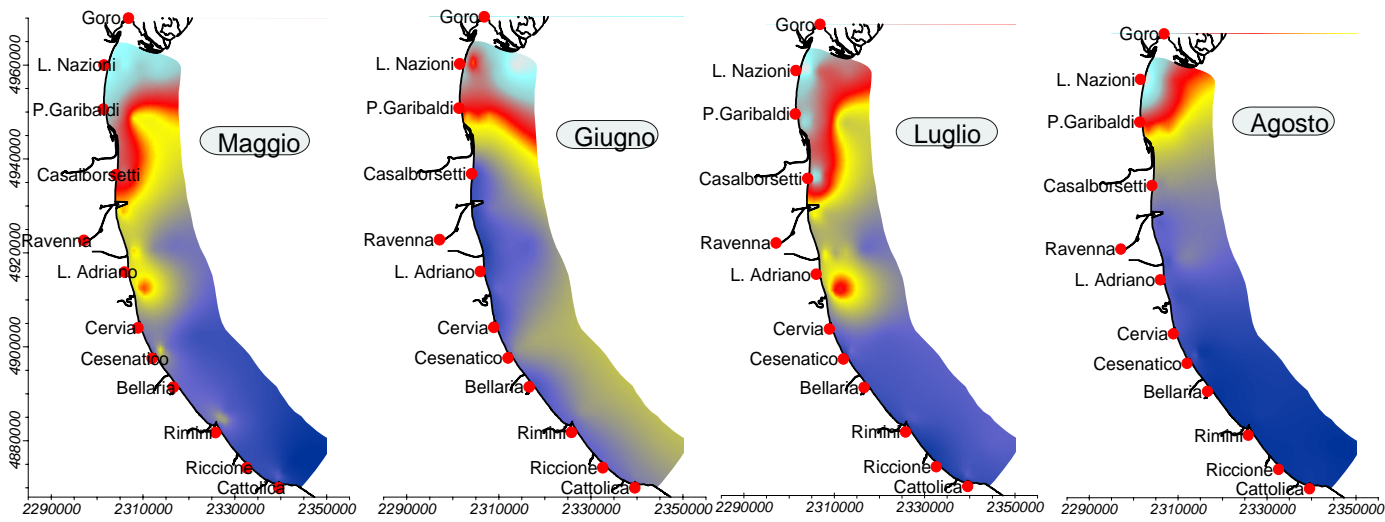 Goro
L. Nazioni
P.Garibaldi
Casalborsetti
Ravenna
L. Adriano
Cervia
Cesenatico
Bellaria
Rimini
Riccione
Cattolica
Maggio
4960000
4940000
4920000
4900000
4880000
2290000 2310000 2330000 2350000
Goro
L. Nazioni
P.Garibaldi
Casalborsetti
Ravenna
L. Adriano
Cervia
Cesenatico
Bellaria
Rimini
Riccione
Cattolica
Giugno
2290000 2310000 2330000 2350000
Goro
L. Nazioni
P.Garibaldi
Casalborsetti
Ravenna
L. Adriano
Cervia
Cesenatico
Bellaria
Rimini
Riccione
Cattolica
Luglio
2290000 2310000 2330000 2350000
Goro
L. Nazioni
P.Garibaldi
Casalborsetti
Ravenna
L. Adriano
Cervia
Cesenatico
Bellaria
Rimini
Riccione
Cattolica
Agosto
2290000 2310000 2330000 2350000